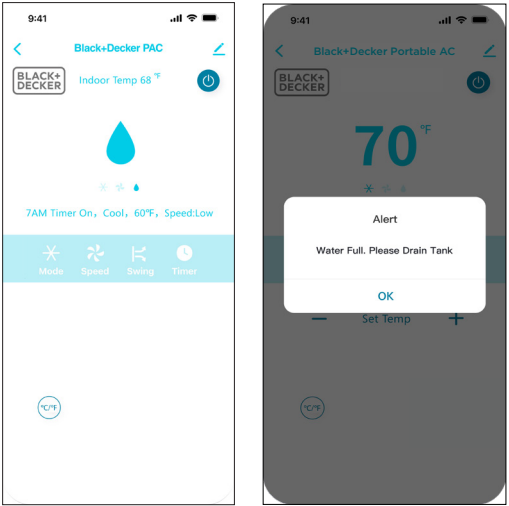 9:41
Black+Decker PAC
BLACK+
DECKER
Indoor Temp 68 °F
7AM Timer On, Cool, 60°F, Speed:Low
Mode Speed Swing Timer
°C/°F
9:41
Black+Decker Portable AC
BLACK+
DECKER
70°F
Alert
Water Full. Please Drain Tank
OK
— Set Temp +
°C/°F